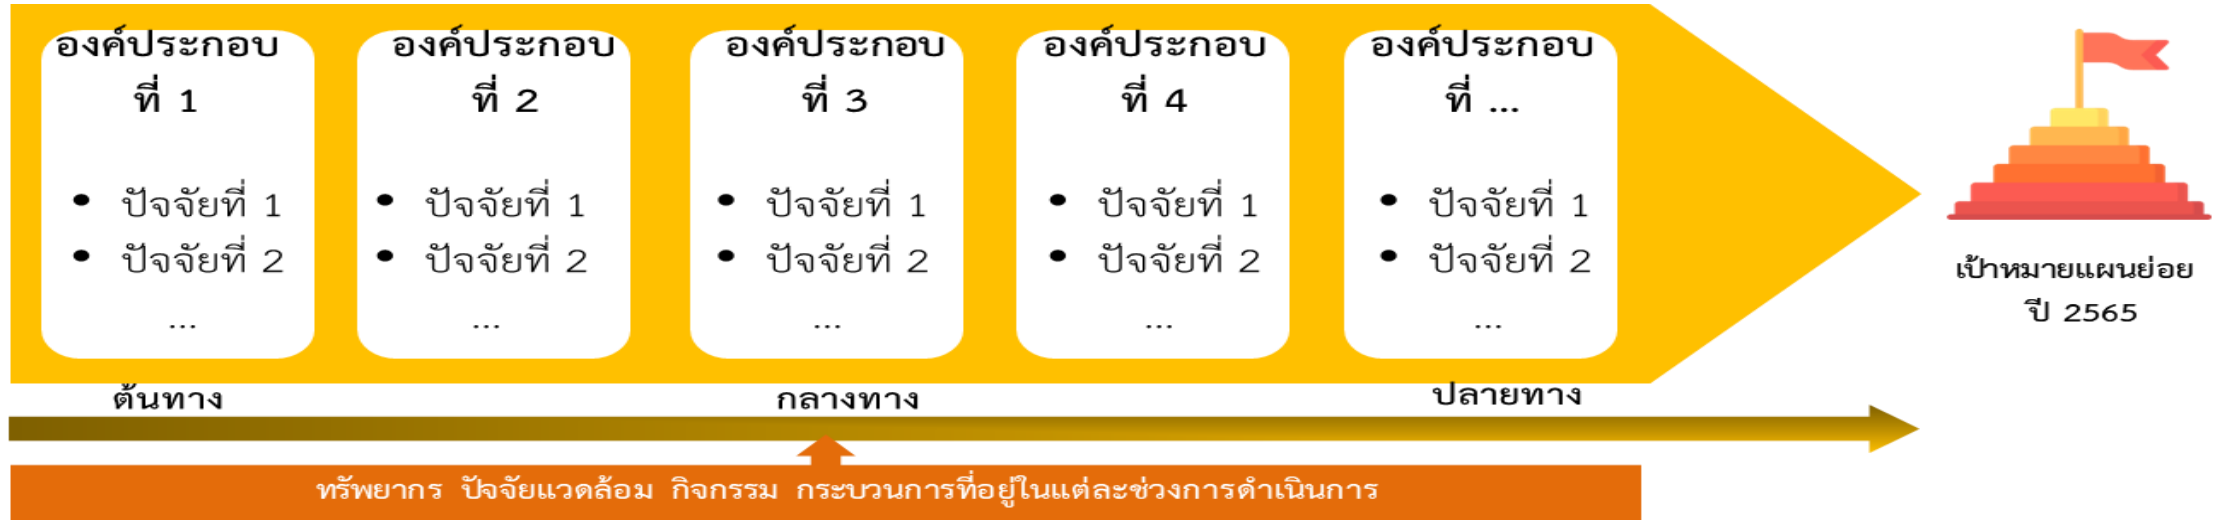 องค์ประกอบ
ที่ 1
• ปัจจัยที่ 1
• ปัจจัยที่ 2
...
องค์ประกอบ
ที่ 2
• ปัจจัยที่ 1
• ปัจจัยที่ 2
...
องค์ประกอบ
ที่ 3
• ปัจจัยที่ 1
• ปัจจัยที่ 2
...
องค์ประกอบ
ที่ 4
• ปัจจัยที่ 1
• ปัจจัยที่ 2
...
องค์ประกอบ
ที่ ...
• ปัจจัยที่ 1
• ปัจจัยที่ 2
...
เป้าหมายแผนย่อย
ปี 2565
ต้นทาง
กลางทาง
ปลายทาง
ทรัพยากร ปัจจัยแวดล้อม กิจกรรม กระบวนการที่อยู่ในแต่ละช่วงการดำเนินการ